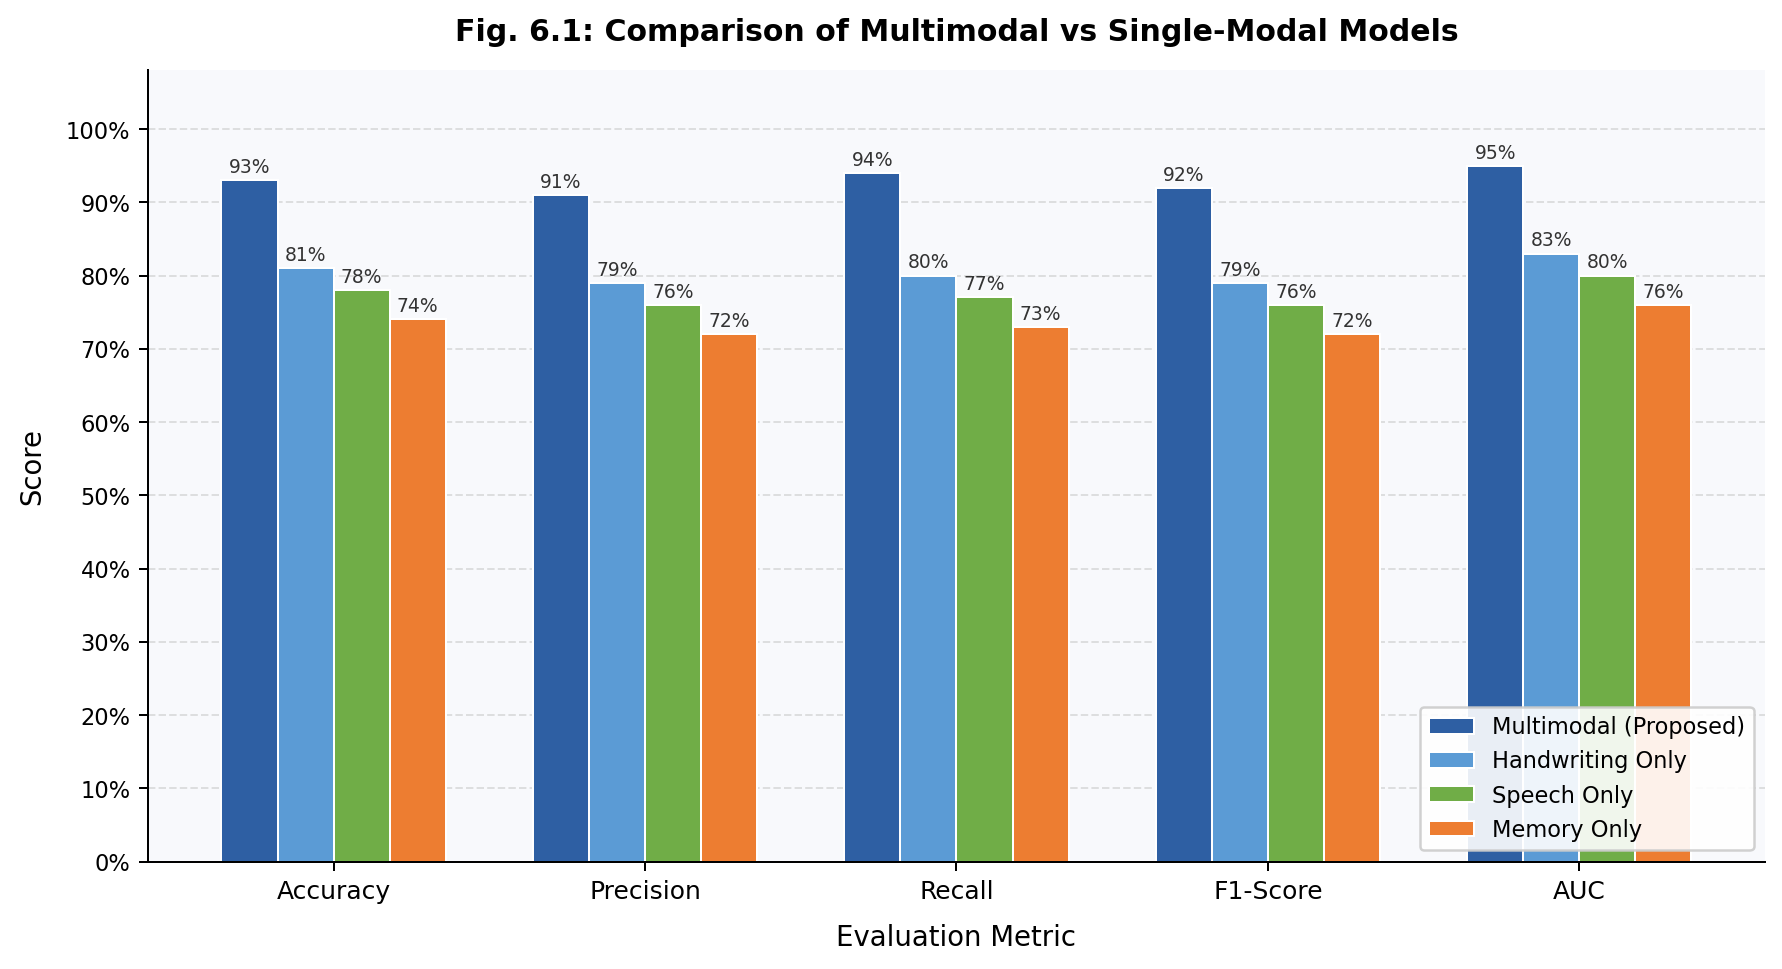 Fig. 6.1: Comparison of Multimodal vs Single-Modal Models
Score
100%
90%
80%
70%
60%
50%
40%
30%
20%
10%
0%
93%
81%
78%
74%
91%
79%
76%
72%
94%
80%
77%
73%
92%
79%
76%
72%
95%
83%
80%
76%
Multimodal (Proposed)
Handwriting Only
Speech Only
Memory Only
Accuracy
Precision
Recall
F1-Score
AUC
Evaluation Metric